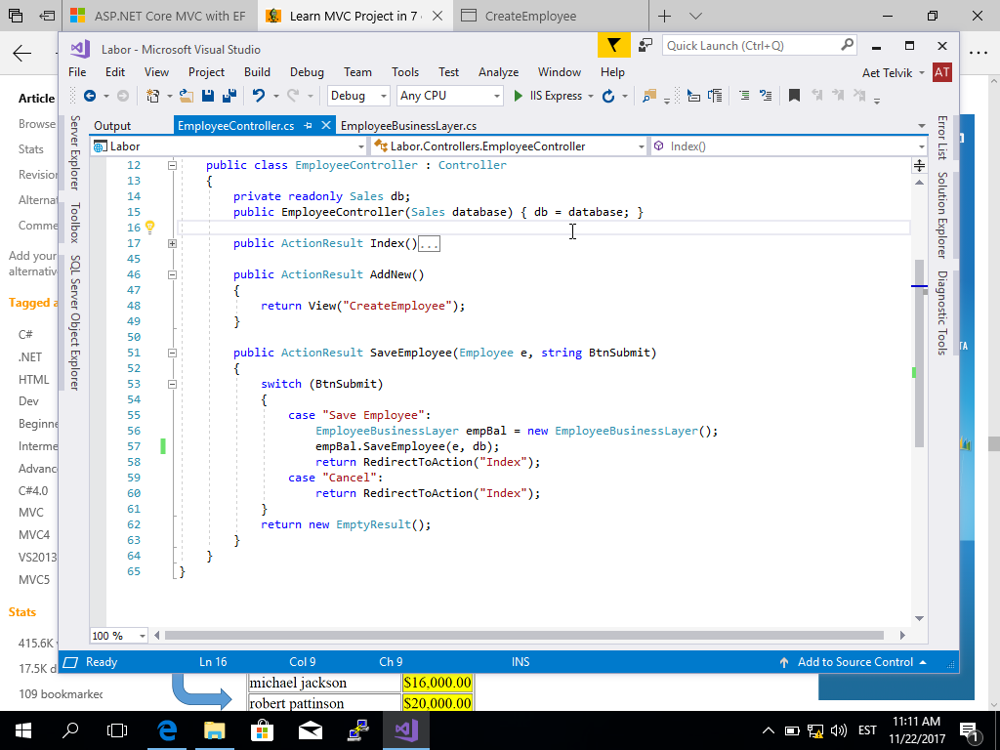 ASP.NET Core MVC with EF
Learn MVC Project in 7
CreateEmployee
Labor - Microsoft Visual Studio
Quick Launch (Ctrl+Q)
File Edit View Project Build Debug Team Tools Test Analyze Window Help
Aet Telvik AT
Debug Any CPU IIS Express
Output EmployeeController.cs EmployeeBusinessLayer.cs
Labor Labor.Controllers.EmployeeController Index()
12 public class EmployeeController : Controller
13 {
14 private readonly Sales db;
15 public EmployeeController(Sales database) { db = database; }
16
17 public ActionResult Index()...
45
46 public ActionResult AddNew()
47 {
48 return View("CreateEmployee");
49 }
50
51 public ActionResult SaveEmployee(Employee e, string BtnSubmit)
52 {
53 switch (BtnSubmit)
54 {
55 case "Save Employee":
56 EmployeeBusinessLayer empBal = new EmployeeBusinessLayer();
57 empBal.SaveEmployee(e, db);
58 return RedirectToAction("Index");
59 case "Cancel":
60 return RedirectToAction("Index");
61 }
62 return new EmptyResult();
63 }
64 }
65 }
100 %
Ready Ln 16 Col 9 Ch 9 INS Add to Source Control
Server Explorer
Toolbox
SQL Server Object Explorer
Error List
Solution Explorer
Diagnostic Tools
Article
Browse
Stats
Revisio
Alterna
Comme
Add your
alternativ
Tagged a
C#
.NET
HTML
Dev
Beginne
Interme
Advanc
C#4.0
MVC
MVC4
VS2013
MVC5
Stats
415.6K
17.5K d
109 bookmarked
TA
michael jackson $16,000.00
robert pattinson $20,000.00
EST
11:11 AM
11/22/2017
1